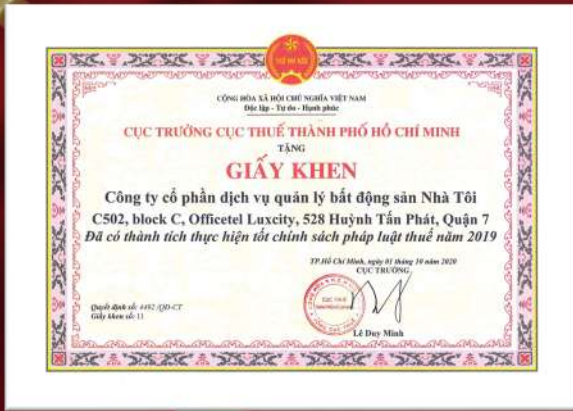 CỘNG HÒA XÃ HỘI CHỦ NGHĨA VIỆT NAM
Độc lập - Tự do - Hạnh phúc
CỤC TRƯỞNG CỤC THUẾ THÀNH PHỐ HỒ CHÍ MINH
TẶNG
GIẤY KHEN
Công ty cổ phần dịch vụ quản lý bất động sản Nhà Tôi
C502, block C, Officetel Luxcity, 528 Huỳnh Tấn Phát, Quận 7
Đã có thành tích thực hiện tốt chính sách pháp luật thuế năm 2019
TP.Hồ Chí Minh, ngày 01 tháng 10 năm 2020
CỤC TRƯỞNG
Quyết định số: 4492 /QĐ-CT
Giấy khen số: 11
CỤC THUẾ
Lê Duy Minh